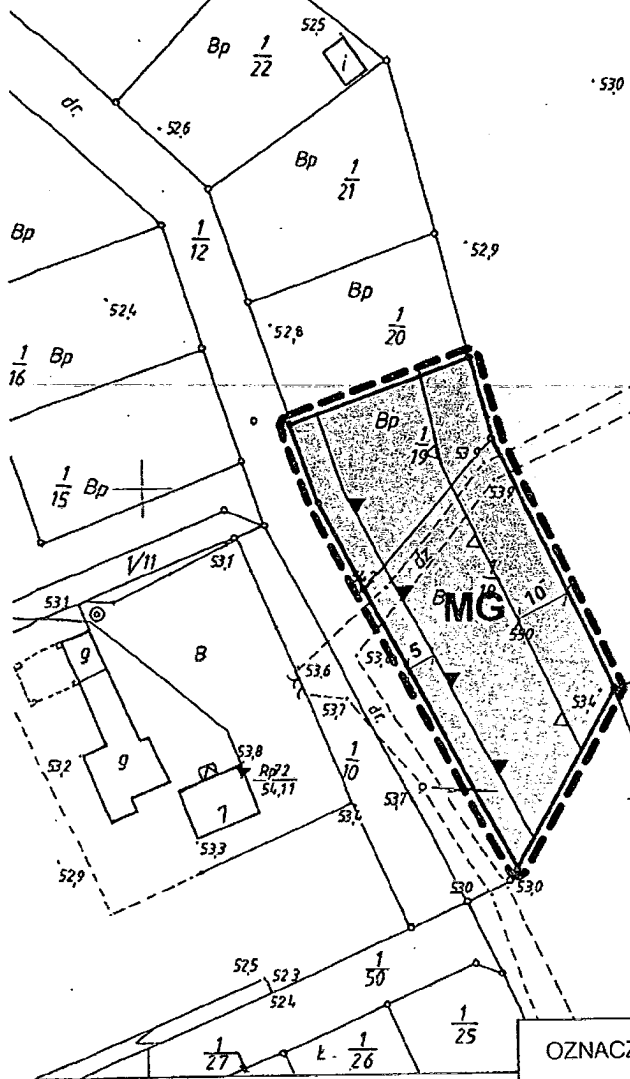 52,5
Bp 1/22
i
53,0
dr.
52,6
Bp 1/21
Bp
1/12
52,9
Bp
52,4
52,8
1/20
1/16 Bp
Bp
1/19
53,9
1/15 Bp
1/11
53,1
53,1
MG
10
5
g
B
53,6
53,4
53,7
dr.
53,2
g
53,8
Rp72
54,11
1/10
7
53,7
53,4
53,3
52,9
53,0
53,0
52,5
52,3
52,4
1/50
1/25
1/27
Ł
1/26
OZNACZ